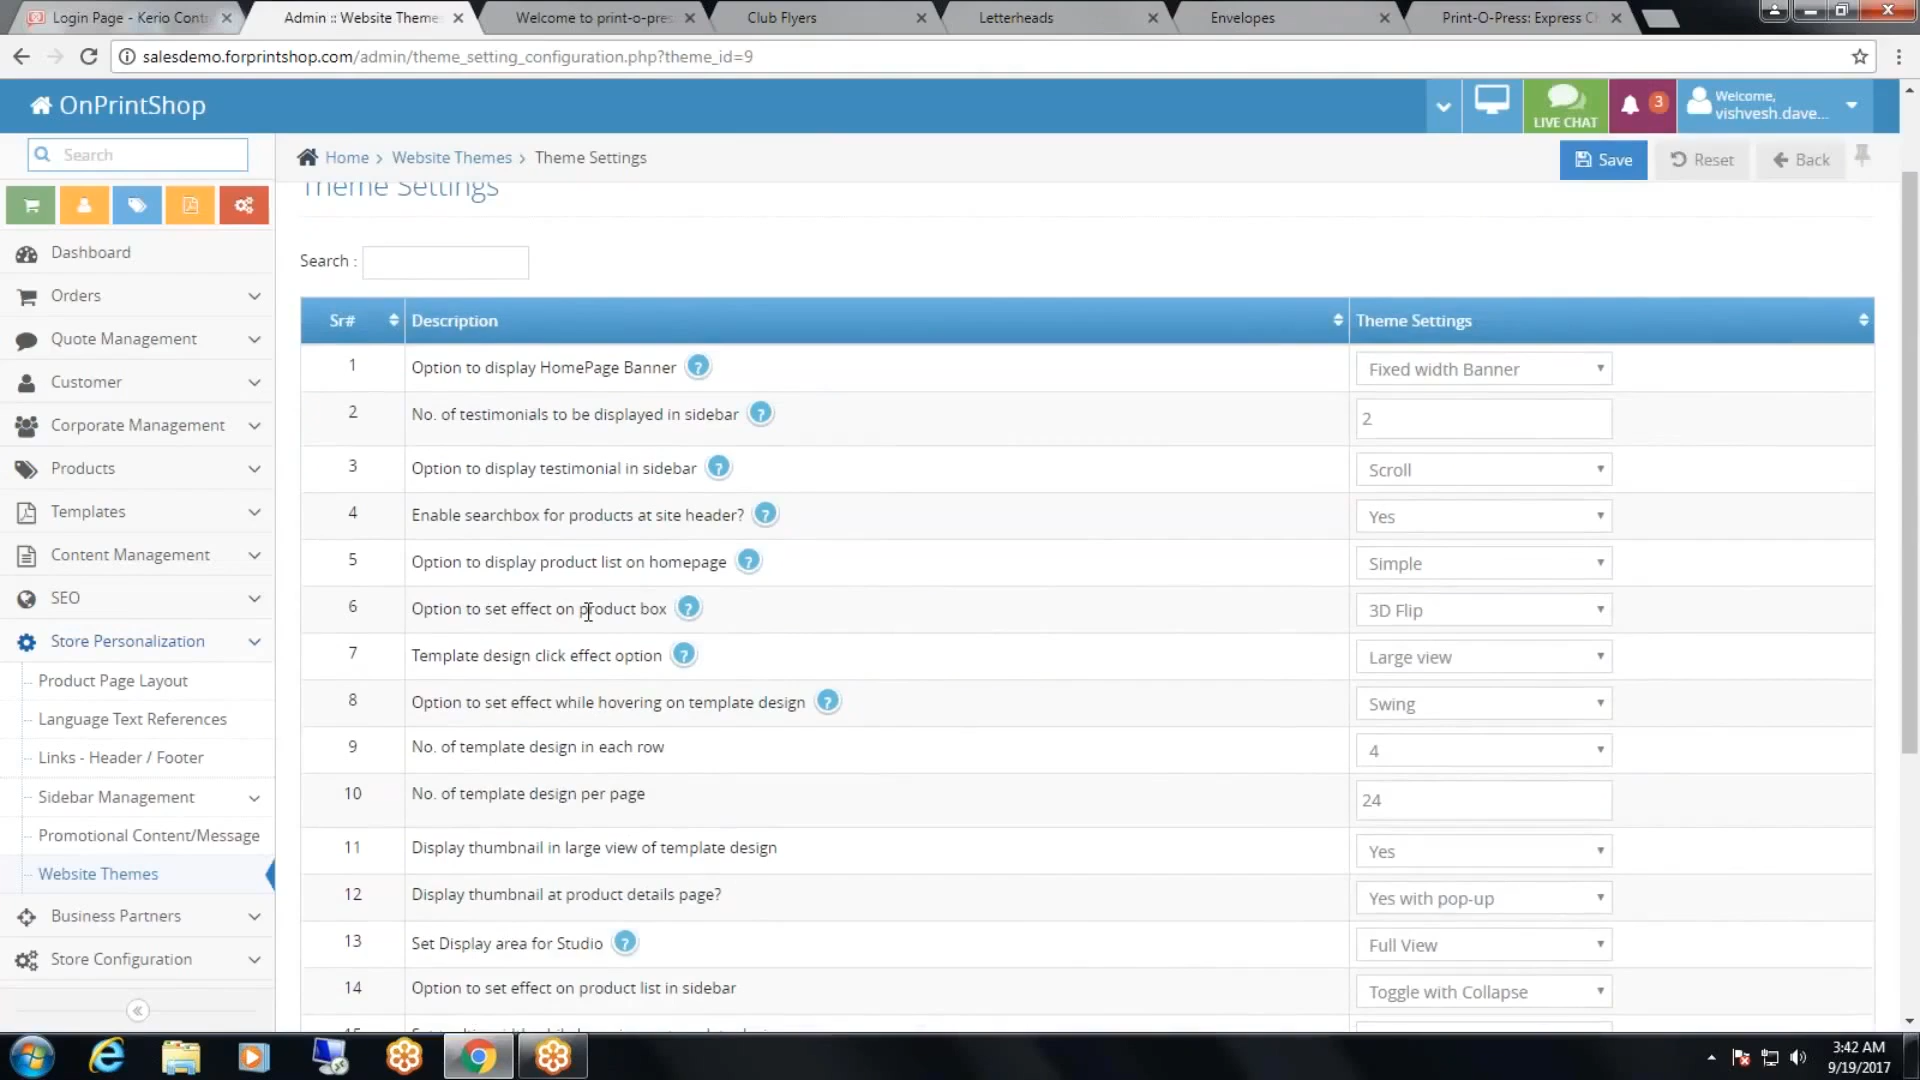 Login Page - Kerio Cont
Admin :: Website Theme
Welcome to print-o-pres
Club Flyers
Letterheads
Envelopes
Print-O-Press: Express C
salesdemo.forprintshop.com/admin/theme_setting_configuration.php?theme_id=9
OnPrintShop
LIVE CHAT
3
Welcome,
vishvesh.dave...
Search
Home > Website Themes > Theme Settings
Save
Reset
Back
Theme Settings
Dashboard
Orders
Quote Management
Customer
Corporate Management
Products
Templates
Content Management
SEO
Store Personalization
Product Page Layout
Language Text References
Links - Header / Footer
Sidebar Management
Promotional Content/Message
Website Themes
Business Partners
Store Configuration
Search :
Sr# Description Theme Settings
1 Option to display HomePage Banner ? Fixed width Banner
2 No. of testimonials to be displayed in sidebar ? 2
3 Option to display testimonial in sidebar ? Scroll
4 Enable searchbox for products at site header? ? Yes
5 Option to display product list on homepage ? Simple
6 Option to set effect on product box ? 3D Flip
7 Template design click effect option ? Large view
8 Option to set effect while hovering on template design ? Swing
9 No. of template design in each row 4
10 No. of template design per page 24
11 Display thumbnail in large view of template design Yes
12 Display thumbnail at product details page? Yes with pop-up
13 Set Display area for Studio ? Full View
14 Option to set effect on product list in sidebar Toggle with Collapse
3:42 AM
9/19/2017